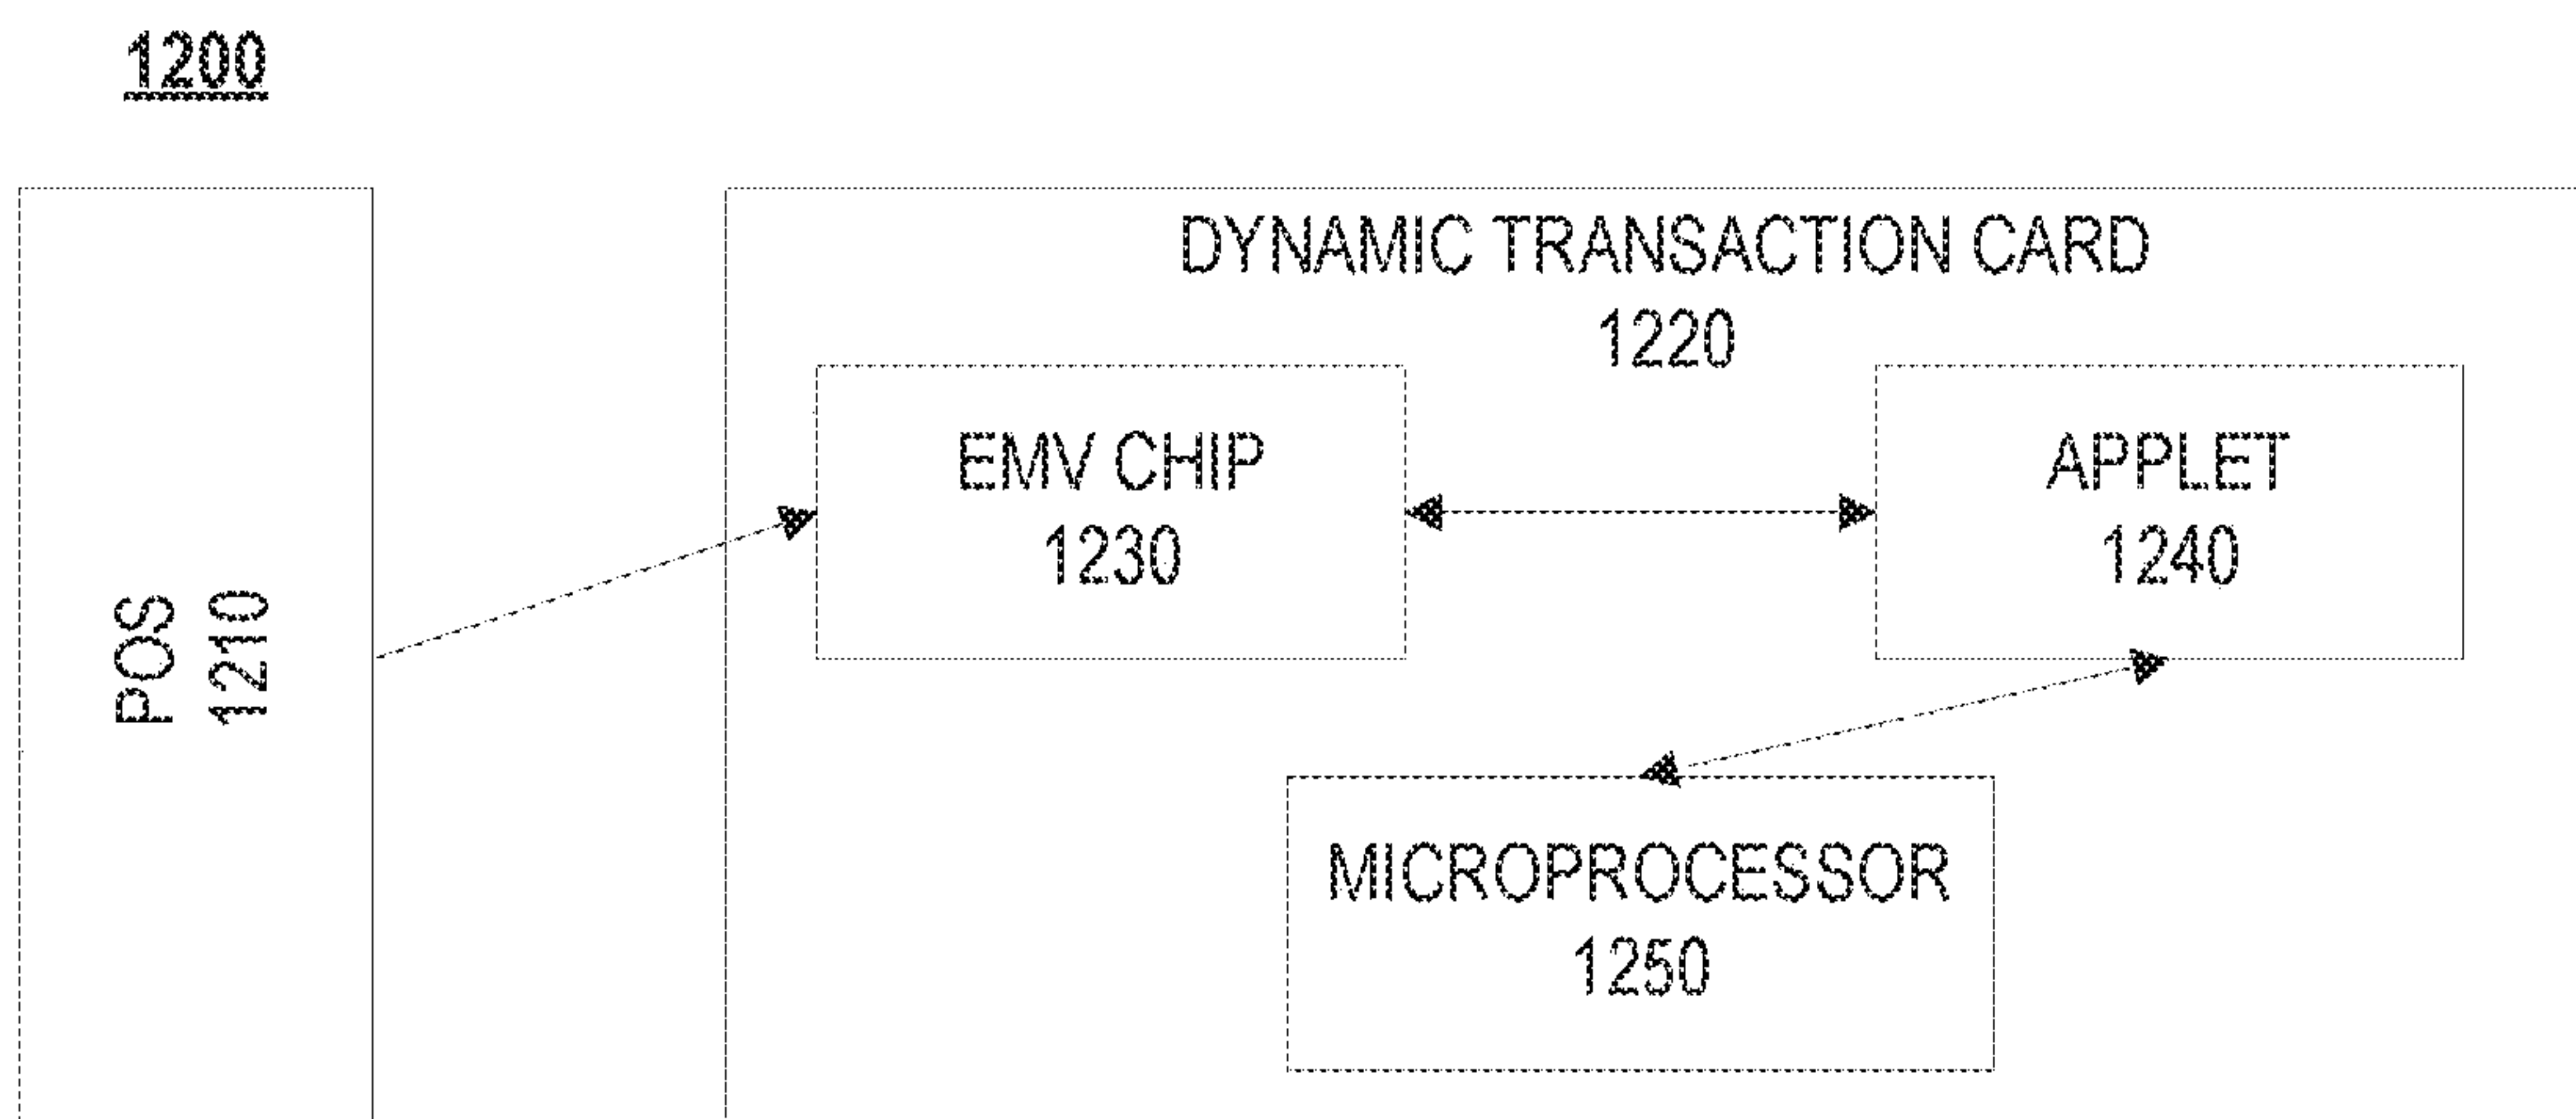 1200
POS
1210
DYNAMIC TRANSACTION CARD
1220
EMV CHIP
1230
APPLET
1240
MICROPROCESSOR
1250